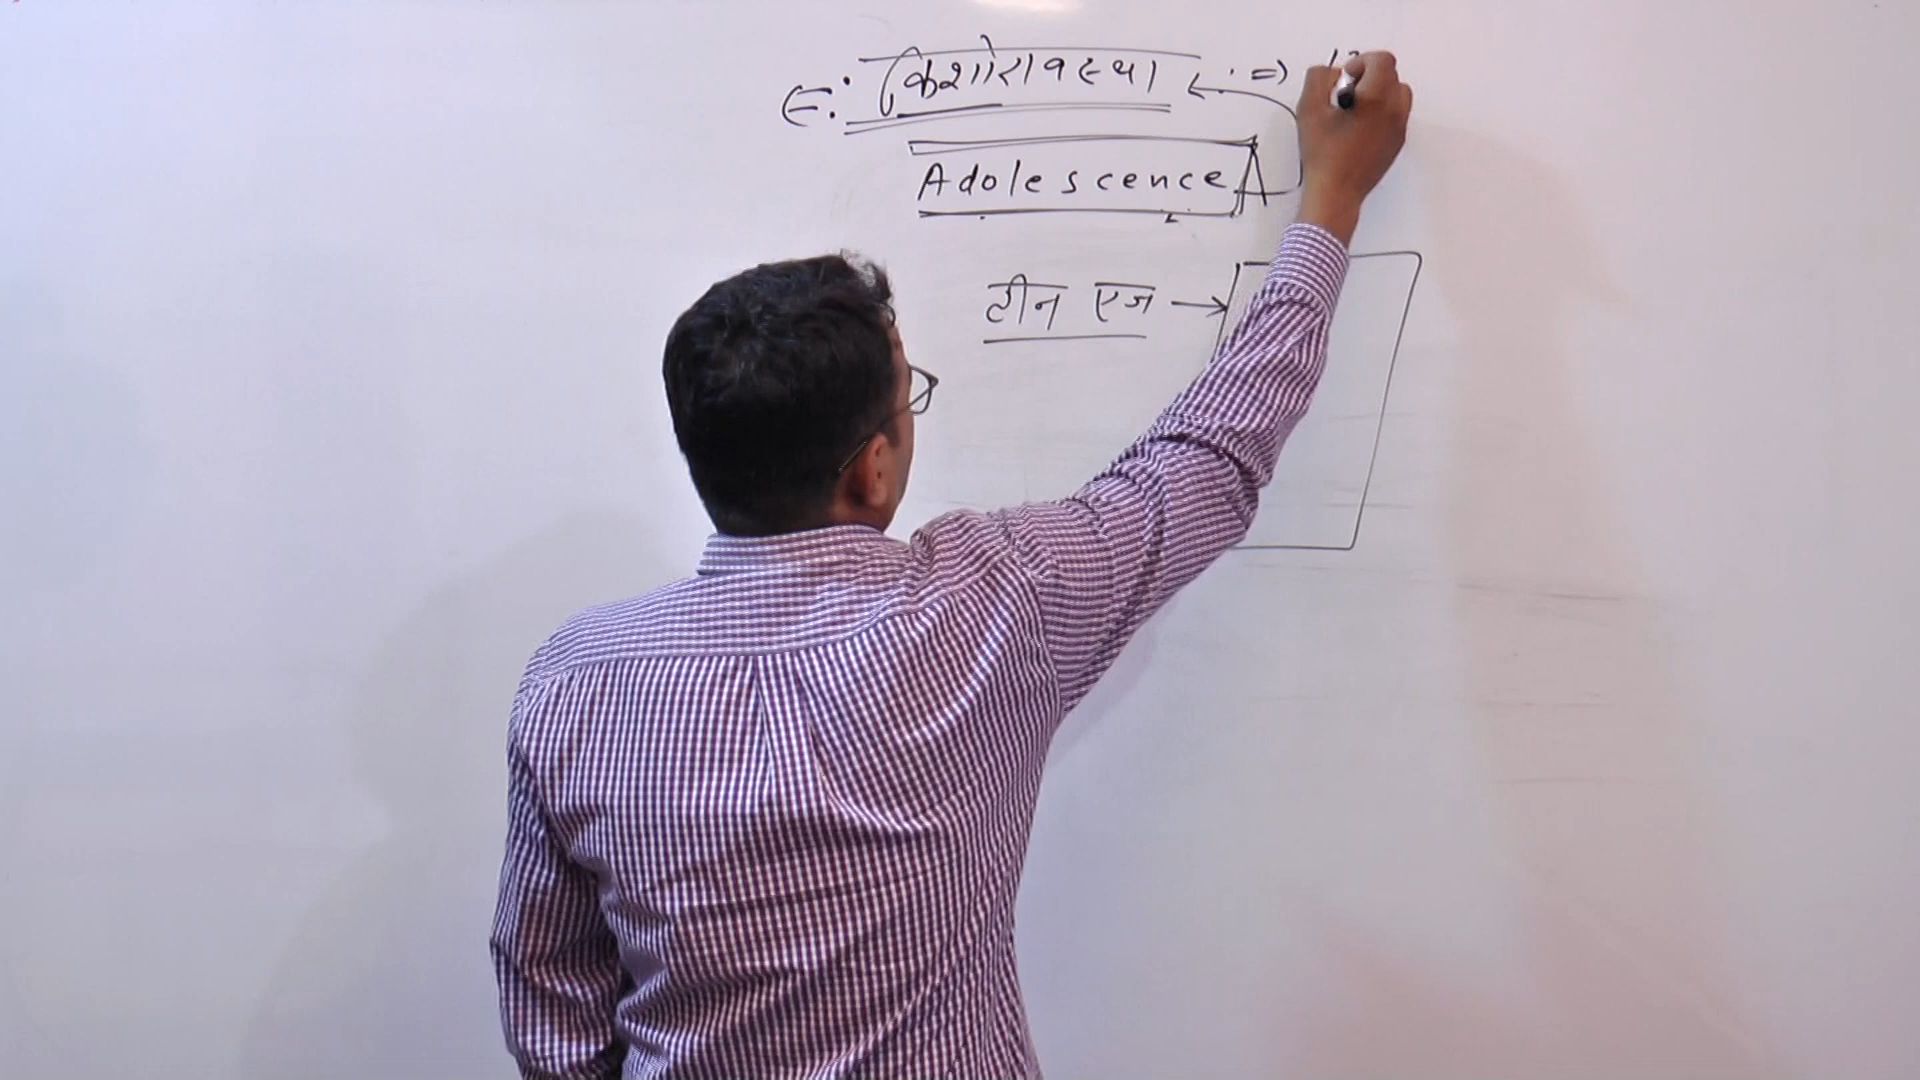 किशोरावस्था ⇒
Adolescence
टीन एज →